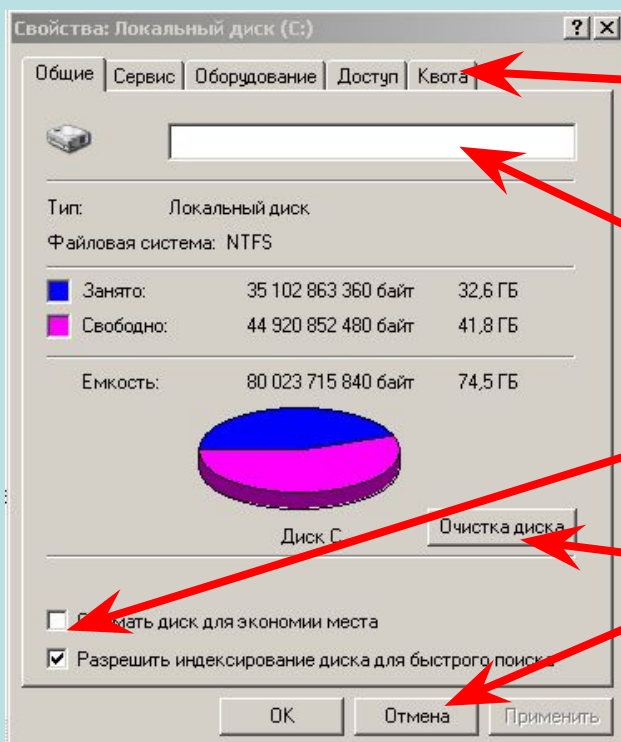 Свойства: Локальный диск (C:)
Общие Сервис Оборудование Доступ Квота
Тип: Локальный диск
Файловая система: NTFS
Занято: 35 102 863 360 байт 32,6 ГБ
Свободно: 44 920 852 480 байт 41,8 ГБ
Емкость: 80 023 715 840 байт 74,5 ГБ
Диск C
Очистка диска
диск для экономии места
Разрешить индексирование диска для быстрого поиска
OK Отмена Применить